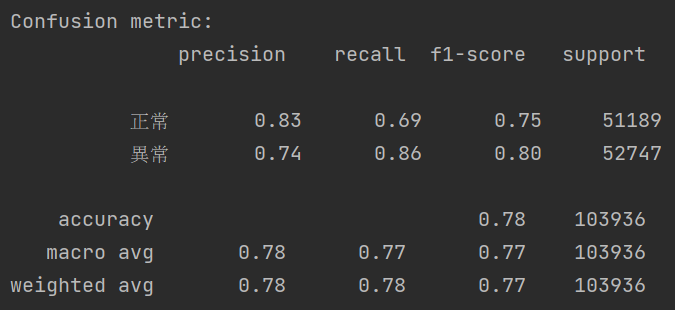 Confusion metric:
precision recall f1-score support
正常 0.83 0.69 0.75 51189
異常 0.74 0.86 0.80 52747
accuracy 0.78 103936
macro avg 0.78 0.77 0.77 103936
weighted avg 0.78 0.78 0.77 103936